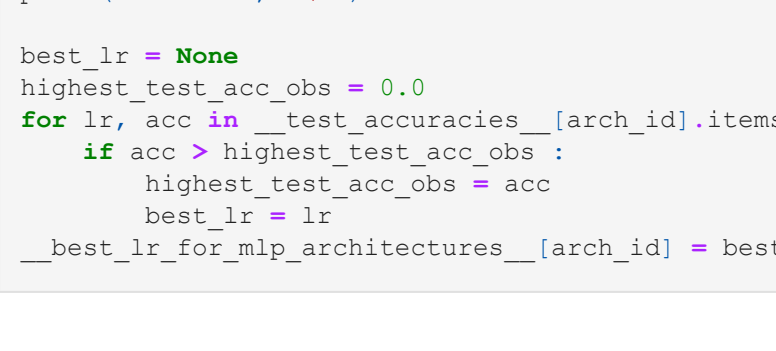 best_lr = None
highest_test_acc_obs = 0.0
for lr, acc in __test_accuracies__[arch_id].items
    if acc > highest_test_acc_obs :
        highest_test_acc_obs = acc
        best_lr = lr
__best_lr_for_mlp_architectures__[arch_id] = best